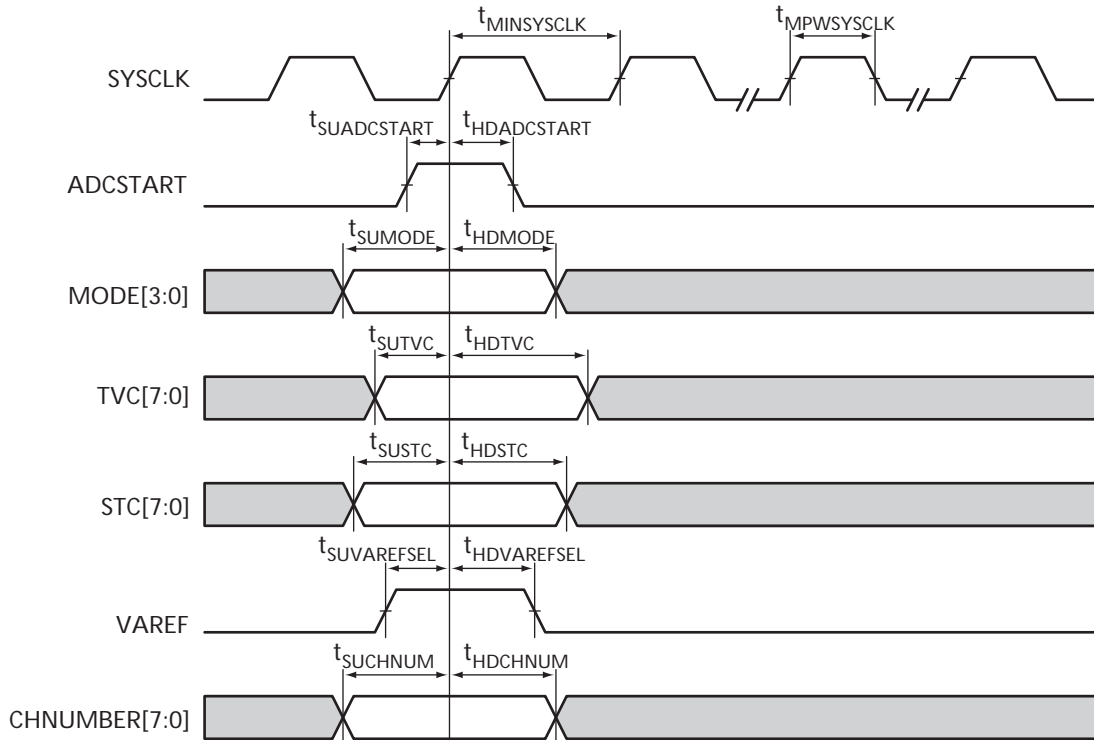 tMINSYSCLK
tMPWSYSCLK
SYSCLK
tSUADCSTART
tHDADCSTART
ADCSTART
tSUMODE
tHDMODE
MODE[3:0]
tSUTVC
tHDTVC
TVC[7:0]
tSUSTC
tHDSTC
STC[7:0]
tSUVAREFSEL
tHDVAREFSEL
VAREF
tSUCHNUM
tHDCHNUM
CHNUMBER[7:0]